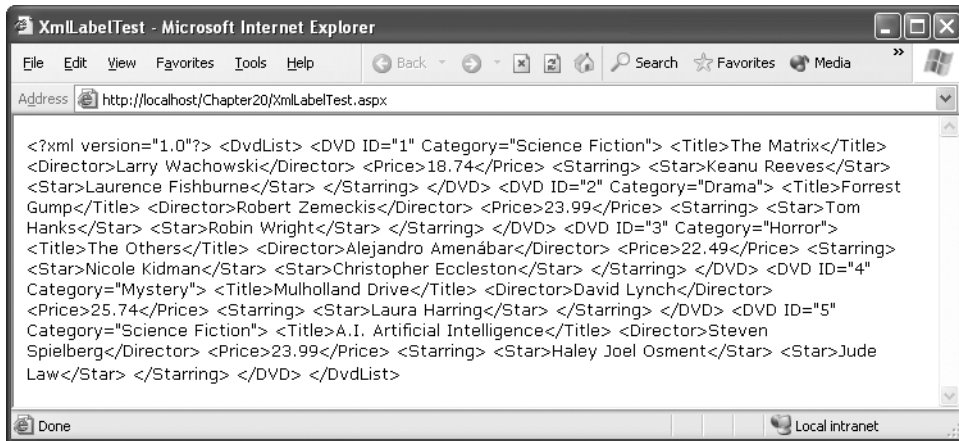 XmlLabelTest - Microsoft Internet Explorer
File Edit View Favorites Tools Help Back Search Favorites Media »
Address http://localhost/Chapter20/XmlLabelTest.aspx
<?xml version="1.0"?> <DvdList> <DVD ID="1" Category="Science Fiction"> <Title>The Matrix</Title>
<Director>Larry Wachowski</Director> <Price>18.74</Price> <Starring> <Star>Keanu Reeves</Star>
<Star>Laurence Fishburne</Star> </Starring> </DVD> <DVD ID="2" Category="Drama"> <Title>Forrest
Gump</Title> <Director>Robert Zemeckis</Director> <Price>23.99</Price> <Starring> <Star>Tom
Hanks</Star> <Star>Robin Wright</Star> </Starring> </DVD> <DVD ID="3" Category="Horror">
<Title>The Others</Title> <Director>Alejandro Amenábar</Director> <Price>22.49</Price> <Starring>
<Star>Nicole Kidman</Star> <Star>Christopher Eccleston</Star> </Starring> </DVD> <DVD ID="4"
Category="Mystery"> <Title>Mulholland Drive</Title> <Director>David Lynch</Director>
<Price>25.74</Price> <Starring> <Star>Laura Harring</Star> </Starring> </DVD> <DVD ID="5"
Category="Science Fiction"> <Title>A.I. Artificial Intelligence</Title> <Director>Steven
Spielberg</Director> <Price>23.99</Price> <Starring> <Star>Haley Joel Osment</Star> <Star>Jude
Law</Star> </Starring> </DVD> </DvdList>
Done Local intranet